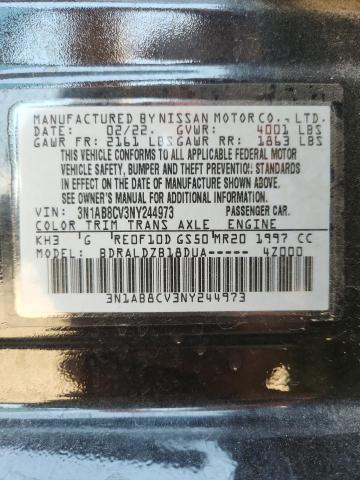 MANUFACTURED BY NISSAN MOTOR CO., LTD.
DATE: 02/22. GVWR: 4001 LBS
GAWR FR: 2161 LBS GAWR RR: 1863 LBS
THIS VEHICLE CONFORMS TO ALL APPLICABLE FEDERAL MOTOR
VEHICLE SAFETY, BUMPER AND THEFT PREVENTION STANDARDS
IN EFFECT ON THE DATE OF MANUFACTURE SHOWN ABOVE.
SEE OWNER'S MANUAL FOR ADDITIONAL INFORMATION
VIN: 3N1AB8CV3NY244973 PASSENGER CAR.
COLOR TRIM TRANS AXLE ENGINE
KH3 G RE0F10D GS50 MR20 1997 CC
MODEL: BDRALDZB18DUA----- 4Z000
3N1AB8CV3NY244973